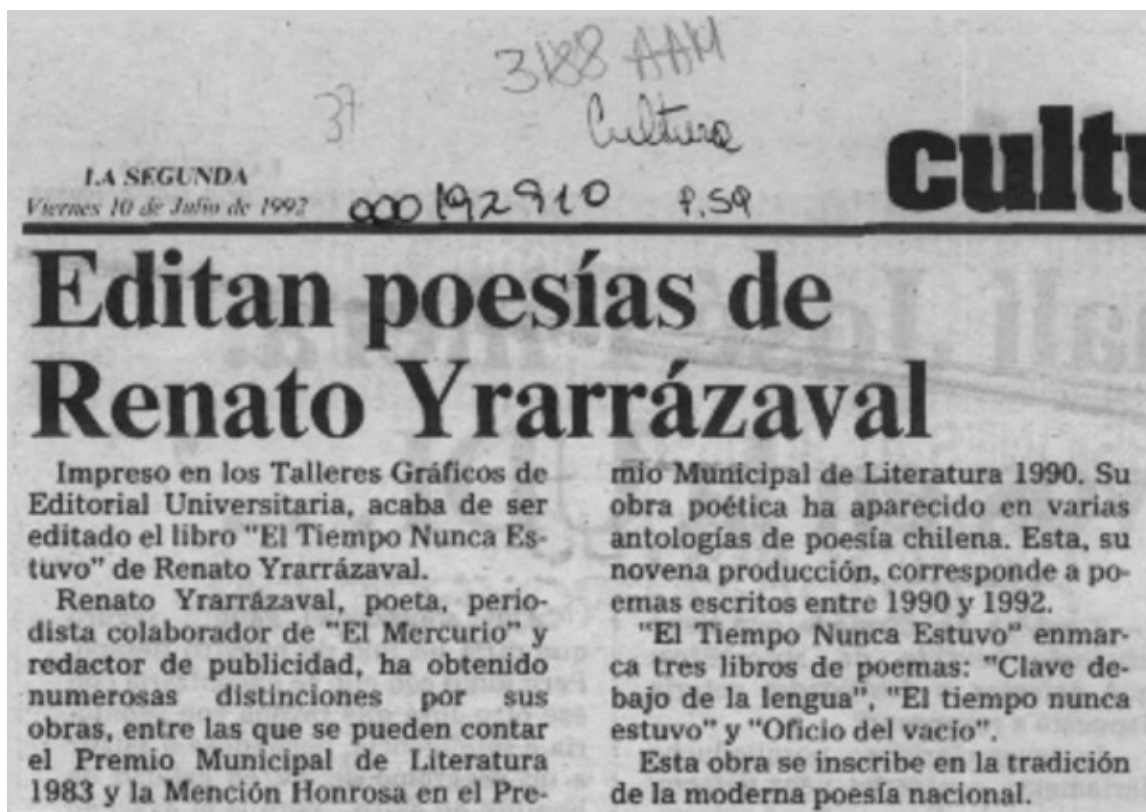 3188 AAM
37
Cultura
LA SEGUNDA
Viernes 10 de Julio de 1992
000192910
P.59
cultu
Editan poesías de
Renato Yrarrázaval
Impreso en los Talleres Gráficos de
Editorial Universitaria, acaba de ser
editado el libro "El Tiempo Nunca Es-
tuvo" de Renato Yrarrázaval.
Renato Yrarrázaval, poeta, perio-
dista colaborador de "El Mercurio" y
redactor de publicidad, ha obtenido
numerosas distinciones por sus
obras, entre las que se pueden contar
el Premio Municipal de Literatura
1983 y la Mención Honrosa en el Pre-
mio Municipal de Literatura 1990. Su
obra poética ha aparecido en varias
antologías de poesía chilena. Esta, su
novena producción, corresponde a po-
emas escritos entre 1990 y 1992.
"El Tiempo Nunca Estuvo" enmar-
ca tres libros de poemas: "Clave de-
bajo de la lengua", "El tiempo nunca
estuvo" y "Oficio del vacío".
Esta obra se inscribe en la tradición
de la moderna poesía nacional.